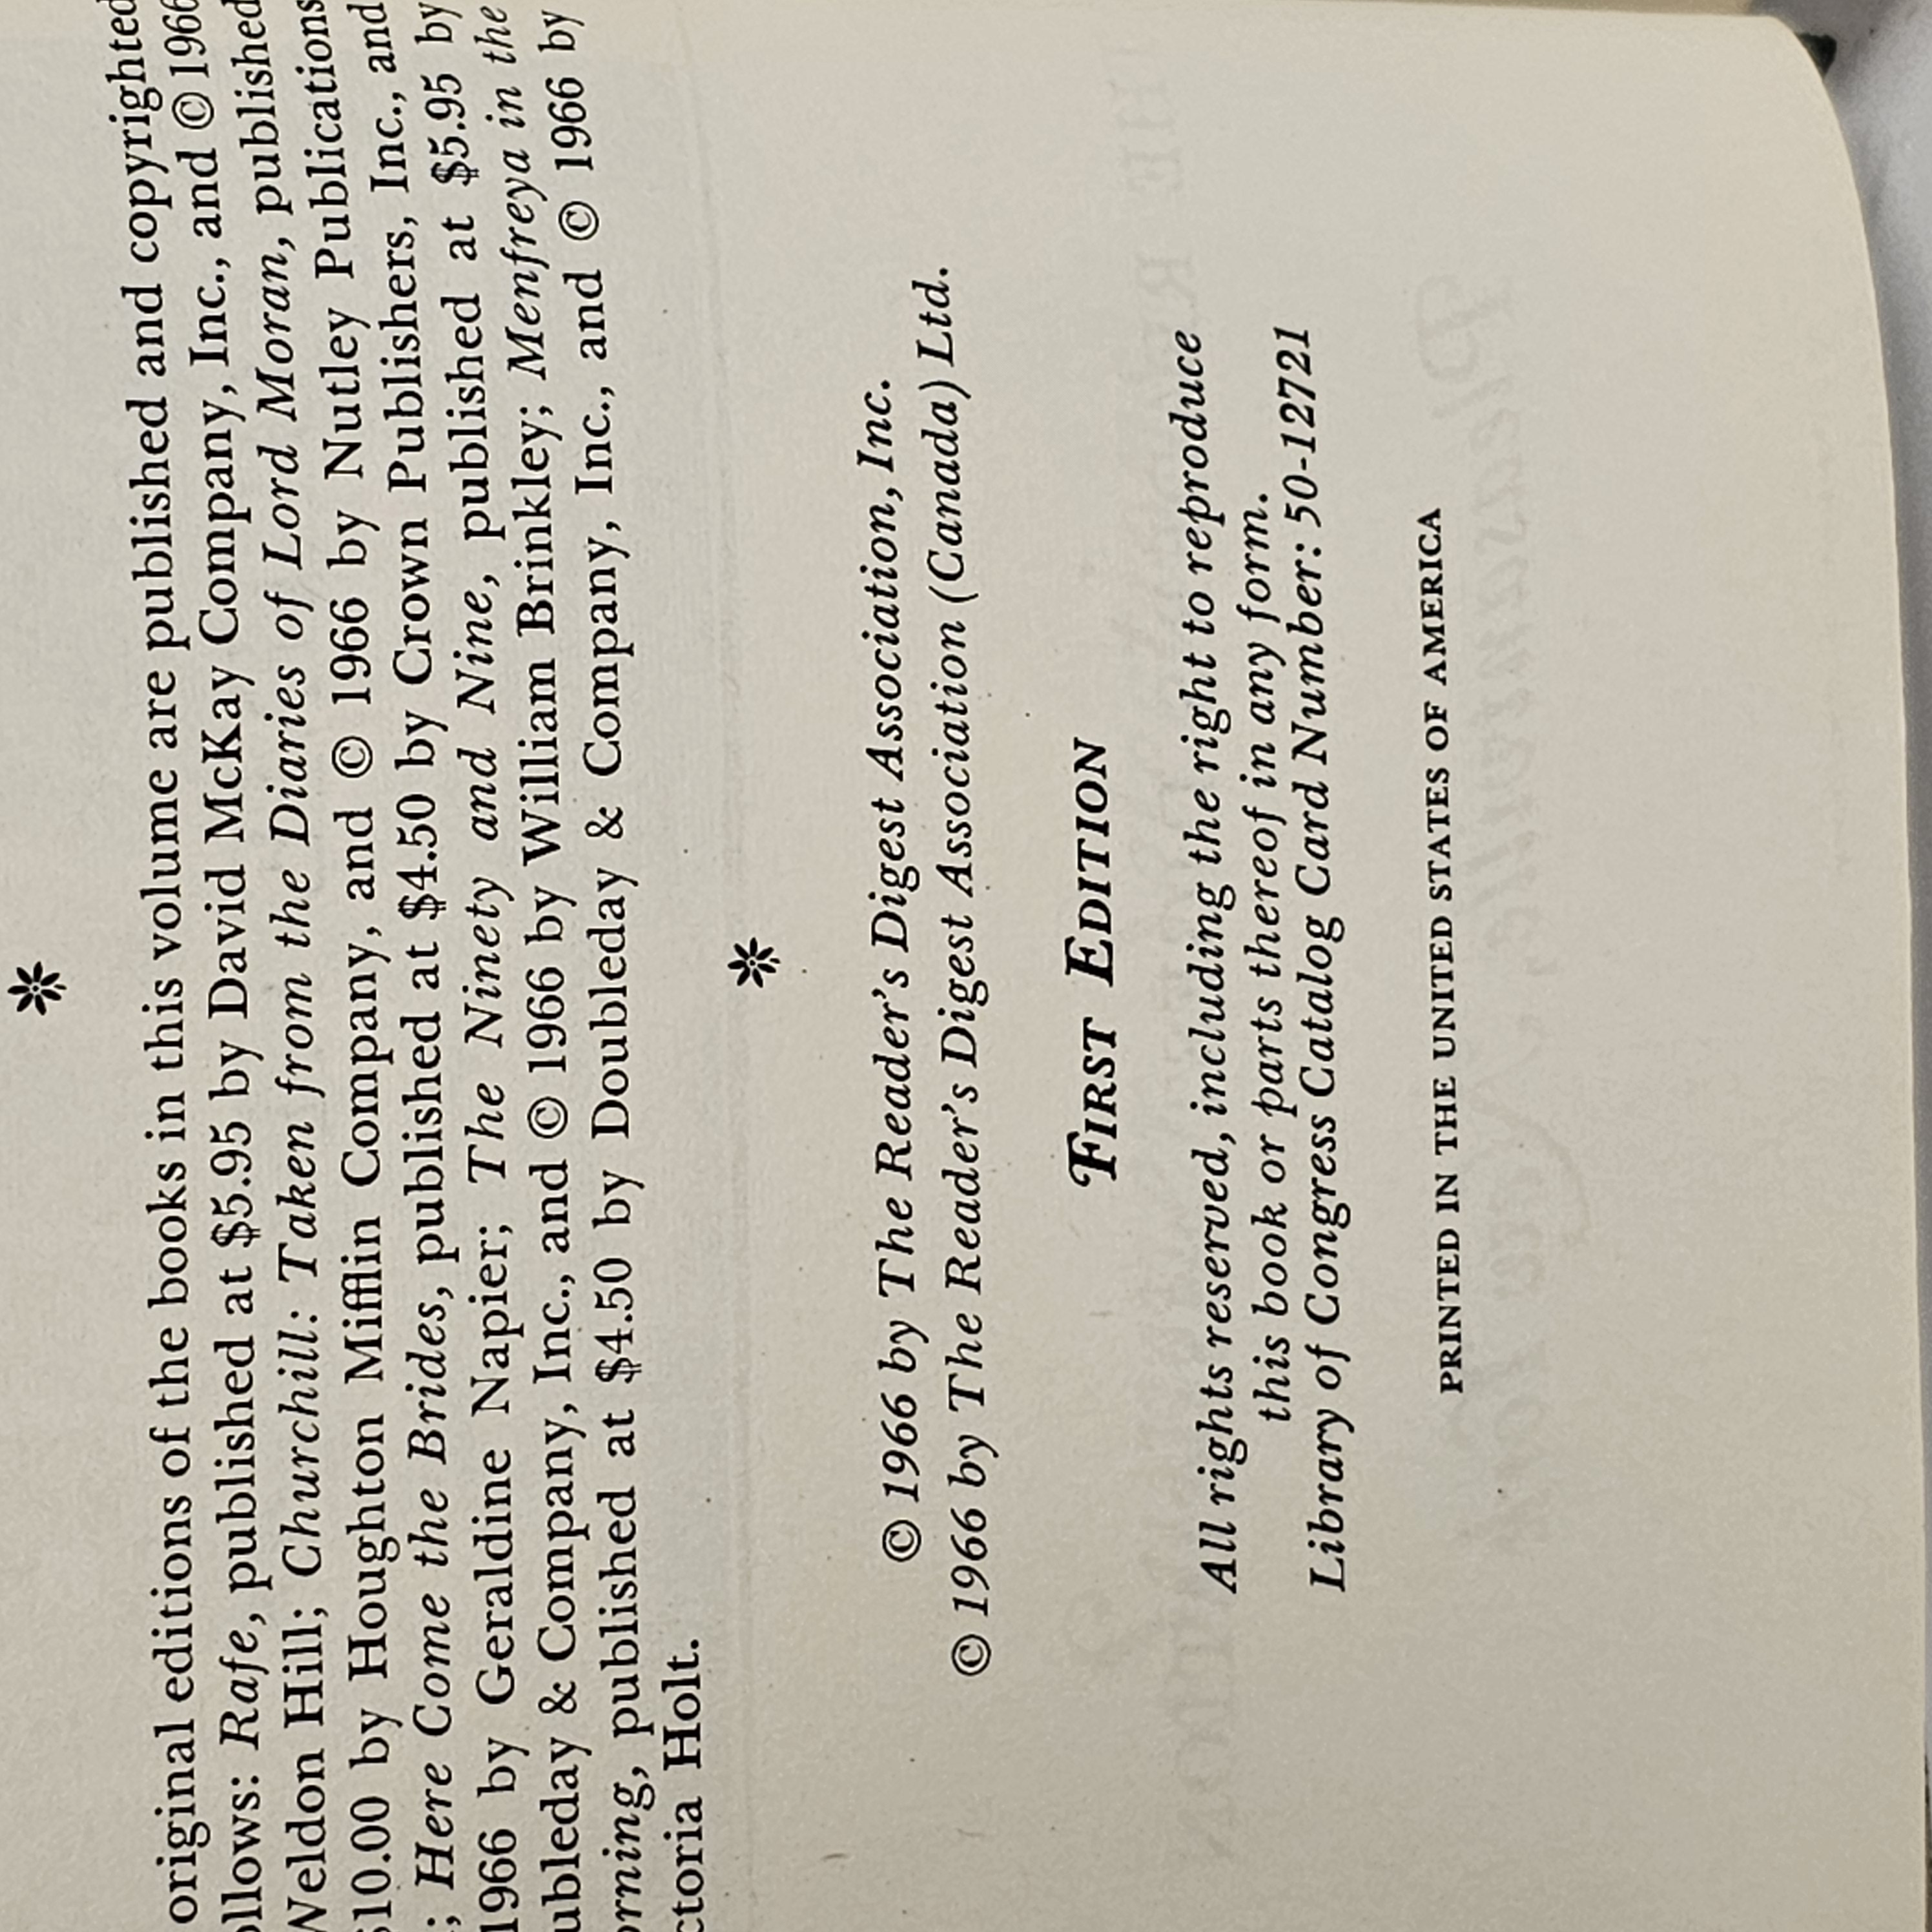 original editions of the books in this volume are published and copyrighted
ollows: Rafe, published at $5.95 by David McKay Company, Inc., and © 1966
Weldon Hill; Churchill: Taken from the Diaries of Lord Moran, published
$10.00 by Houghton Mifflin Company, and © 1966 by Nutley Publications
.; Here Come the Brides, published at $4.50 by Crown Publishers, Inc., and
1966 by Geraldine Napier; The Ninety and Nine, published at $5.95 by
ubleday & Company, Inc., and © 1966 by William Brinkley; Menfreya in the
orning, published at $4.50 by Doubleday & Company, Inc., and © 1966 by
ctoria Holt.
© 1966 by The Reader's Digest Association, Inc.
© 1966 by The Reader's Digest Association (Canada) Ltd.
FIRST EDITION
All rights reserved, including the right to reproduce
this book or parts thereof in any form.
Library of Congress Catalog Card Number: 50-12721
PRINTED IN THE UNITED STATES OF AMERICA